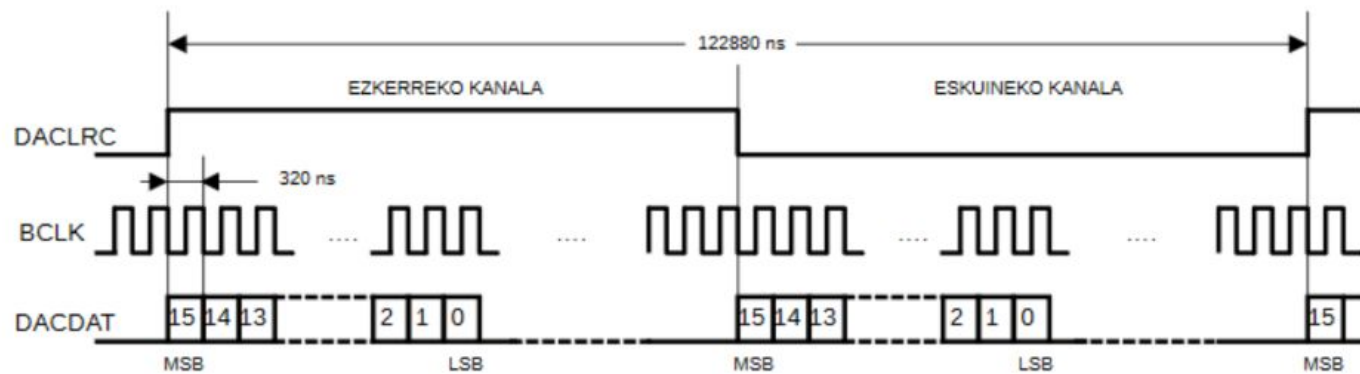 122880 ns
EZKERREKO KANALA ESKUINEKO KANALA
DACLRC
320 ns
BCLK .... .... .... ....
DACDAT 15 14 13 2 1 0 15 14 13 2 1 0 15
MSB LSB MSB LSB MSB